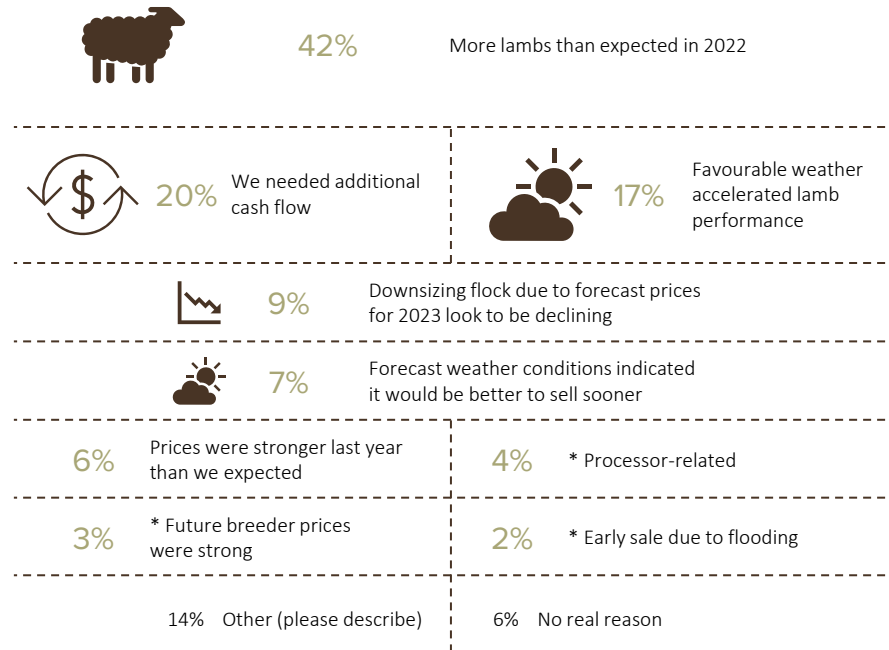 42% More lambs than expected in 2022
$
20% We needed additional
cash flow
17% Favourable weather
accelerated lamb
performance
9% Downsizing flock due to forecast prices
for 2023 look to be declining
7% Forecast weather conditions indicated
it would be better to sell sooner
6% Prices were stronger last year
than we expected
4% * Processor-related
3% * Future breeder prices
were strong
2% * Early sale due to flooding
14% Other (please describe)
6% No real reason